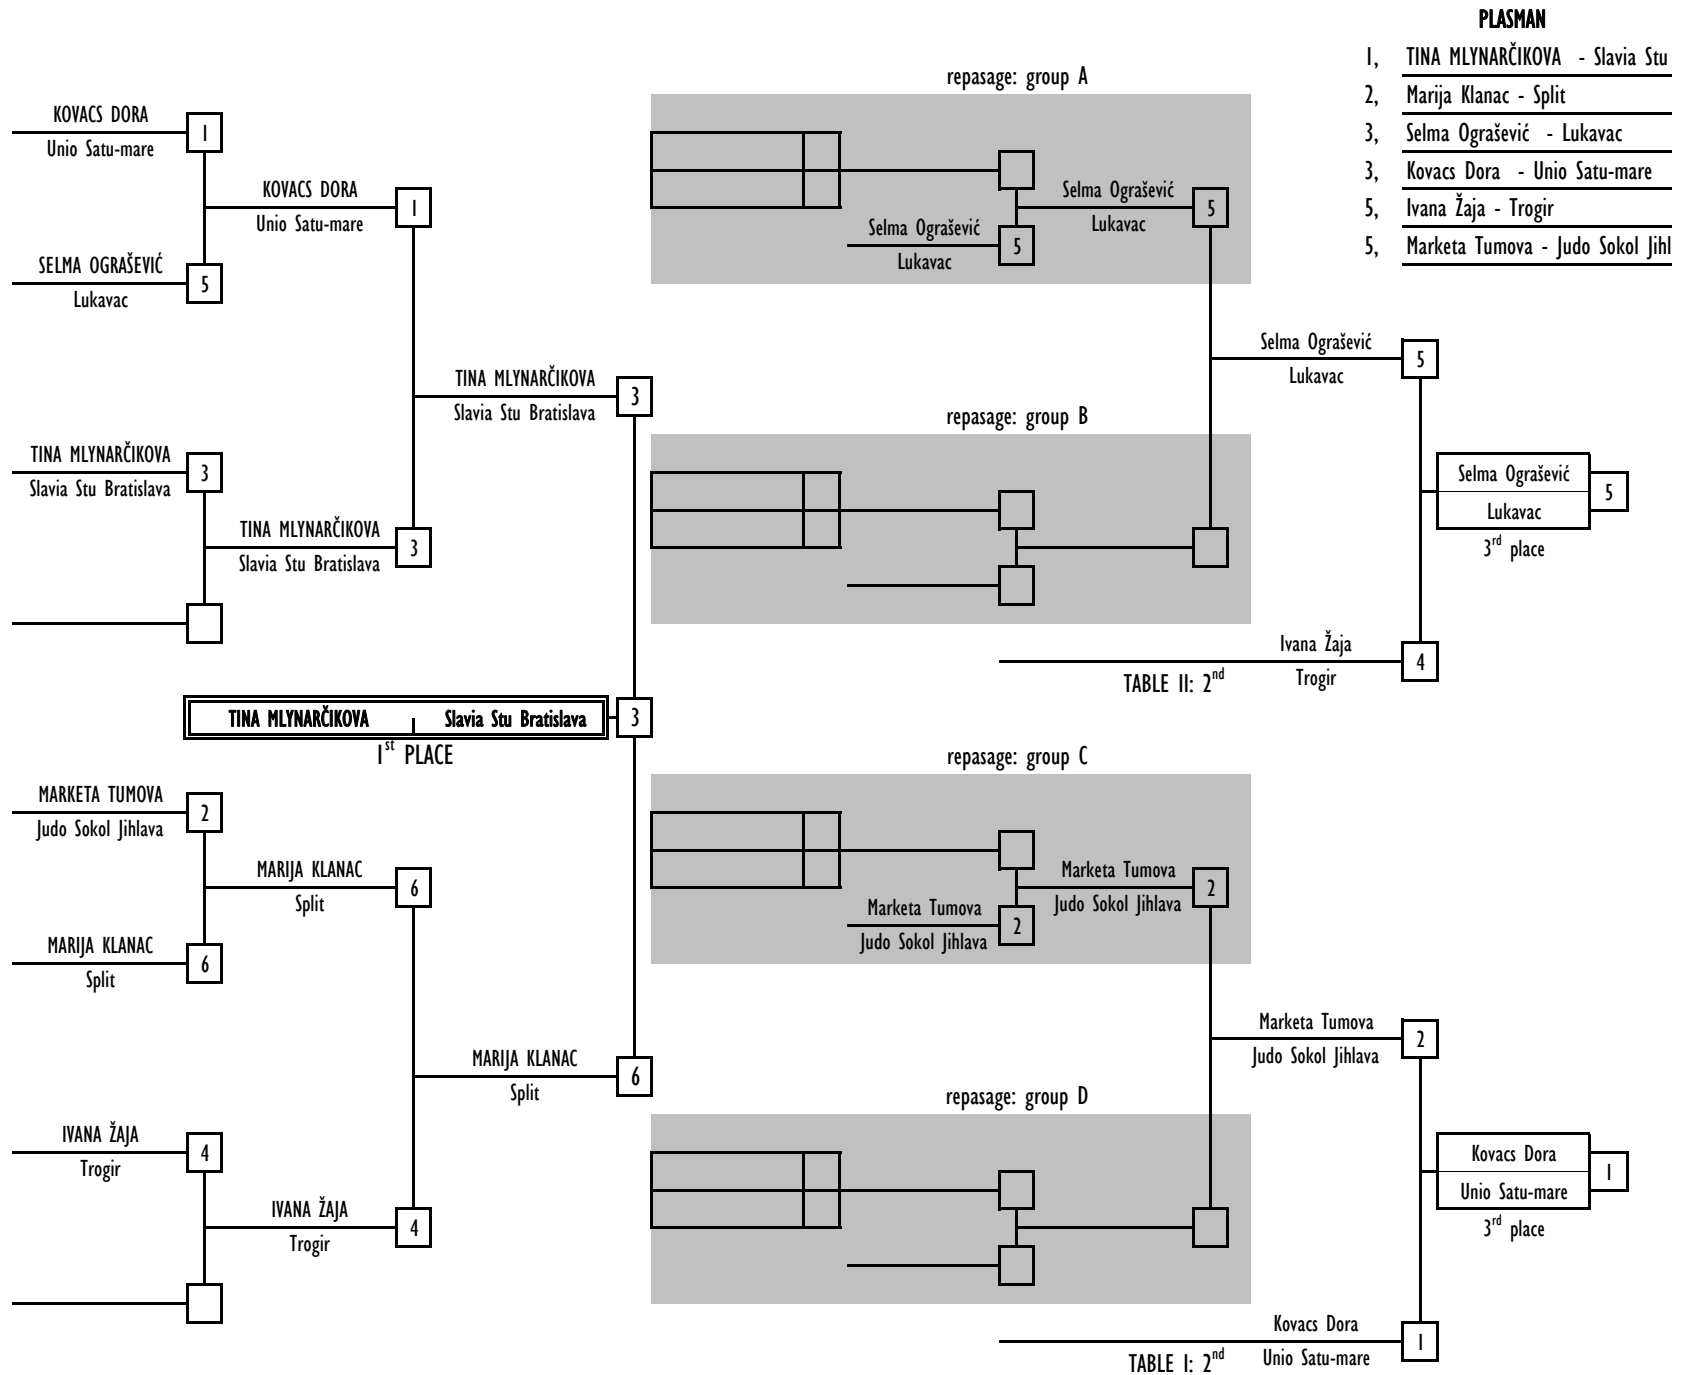 PLASMAN
1, TINA MLYNARČIKOVA - Slavia Stu
2, Marija Klanac - Split
3, Selma Ograšević - Lukavac
3, Kovacs Dora - Unio Satu-mare
5, Ivana Žaja - Trogir
5, Marketa Tumova - Judo Sokol Jihl
KOVACS DORA
1
Unio Satu-mare
KOVACS DORA
1
Unio Satu-mare
SELMA OGRAŠEVIĆ
5
Lukavac
TINA MLYNARČIKOVA
3
Slavia Stu Bratislava
TINA MLYNARČIKOVA
3
Slavia Stu Bratislava
TINA MLYNARČIKOVA
3
Slavia Stu Bratislava
TINA MLYNARČIKOVA Slavia Stu Bratislava
3
1st PLACE
MARKETA TUMOVA
2
Judo Sokol Jihlava
MARIJA KLANAC
6
Split
MARIJA KLANAC
6
Split
MARIJA KLANAC
6
Split
IVANA ŽAJA
4
Trogir
IVANA ŽAJA
4
Trogir
repasage: group A
Selma Ograšević
5
Lukavac
Selma Ograšević
5
Lukavac
repasage: group B
Selma Ograšević
5
Lukavac
Ivana Žaja
4
TABLE II: 2nd Trogir
Selma Ograšević
5
Lukavac
3rd place
repasage: group C
Marketa Tumova
2
Judo Sokol Jihlava
Marketa Tumova
2
Judo Sokol Jihlava
repasage: group D
Marketa Tumova
2
Judo Sokol Jihlava
Kovacs Dora
1
TABLE I: 2nd Unio Satu-mare
Kovacs Dora
1
Unio Satu-mare
3rd place